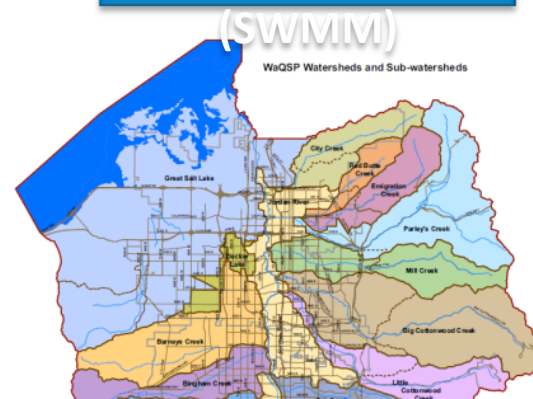 (SWMM)
WaQSP Watersheds and Sub-watersheds
City Creek
Red Butte
Creek
Emigration
Creek
Great Salt Lake
Jordan River
Parley's Creek
Decker
Lake
Mill Creek
Big Cottonwood Creek
Barneys Creek
Bingham Creek
Little
Cottonwood
Creek